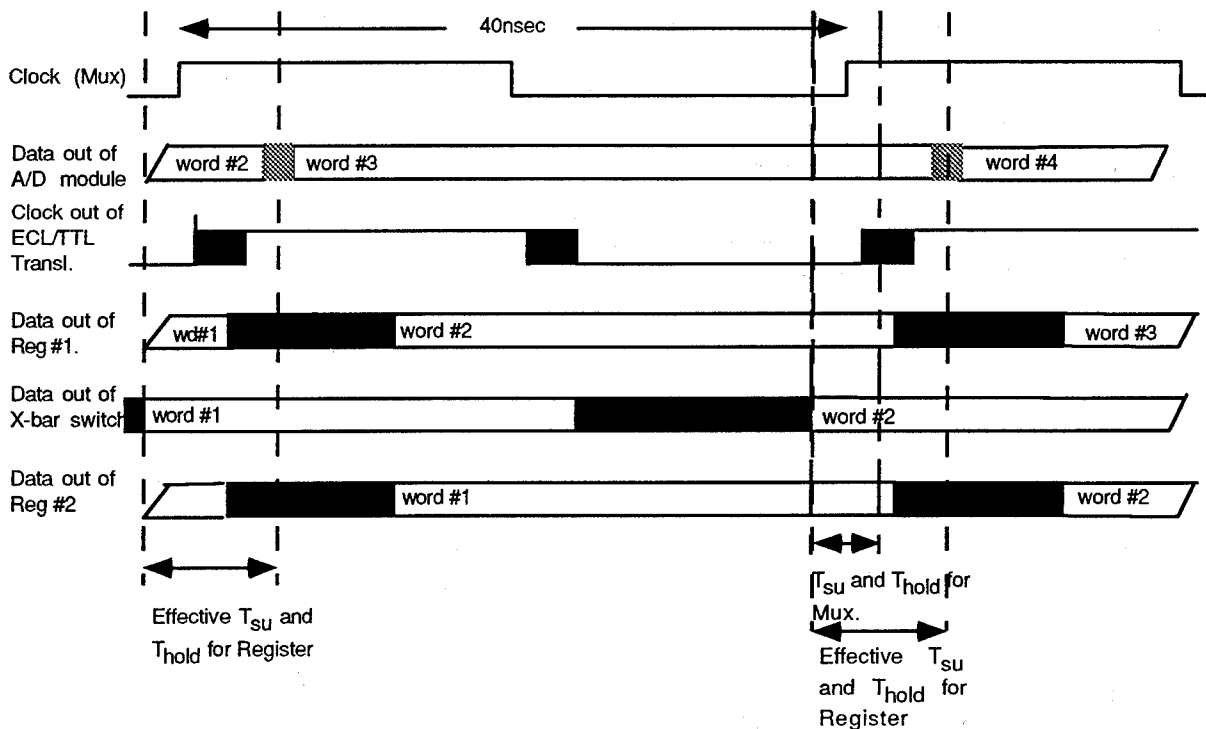 40nsec
Clock (Mux)
Data out of
A/D module
word #2
word #3
word #4
Clock out of
ECL/TTL
Transl.
Data out of
Reg #1.
wd#1
word #2
word #3
Data out of
X-bar switch
word #1
word #2
Data out of
Reg #2
word #1
word #2
Effective Tsu and
Thold for Register
Tsu and Thold for
Mux.
Effective Tsu
and Thold for
Register